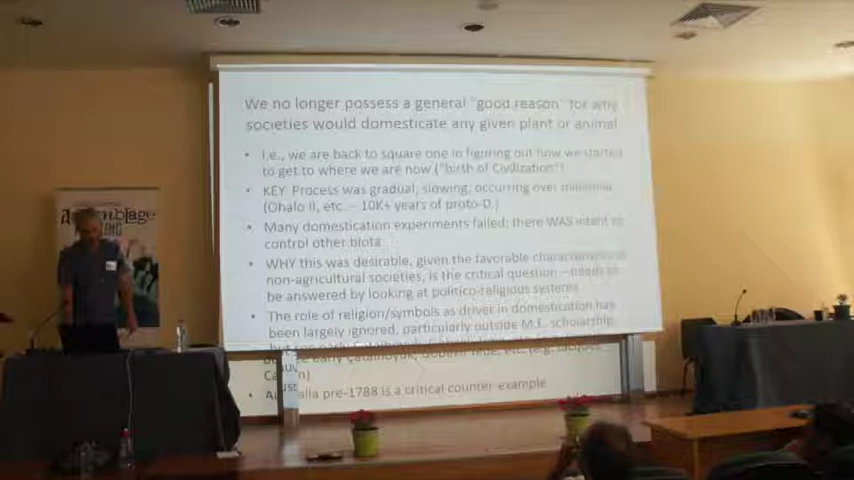 We no longer possess a general "good reason" for why
societies would domesticate any given plant or animal
• i.e., we are back to square one in figuring out how we started
to get to where we are now ("birth of Civilization")
• KEY Process was gradual, slowing, occurring over millennia
(Ohalo II, etc. – 10K+ years of proto-D.)
• Many domestication experiments failed; there WAS intent to
control other biota
• WHY this was desirable, given the favorable characteristics of
non-agricultural societies, is the critical question – needs to
be answered by looking at politico-religious systems
• The role of religion/symbols as driver in domestication has
been largely ignored, particularly outside M.E. scholarship
early Çatalhöyük, etc. (e.g.
• Australia pre-1788 is a critical counter-example